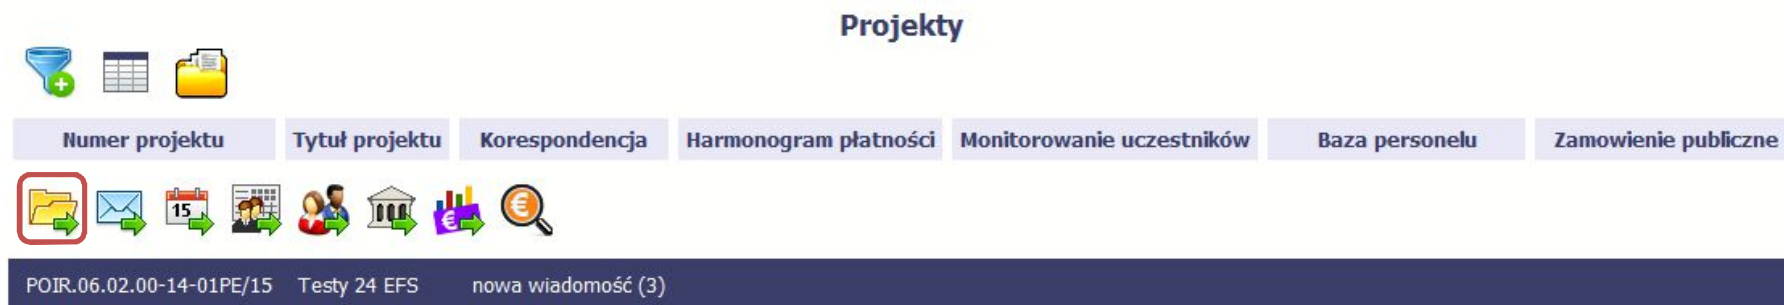 Projekty
Numer projektu Tytuł projektu Korespondencja Harmonogram płatności Monitorowanie uczestników Baza personelu Zamowienie publiczne
15
POIR.06.02.00-14-01PE/15 Testy 24 EFS nowa wiadomość (3)